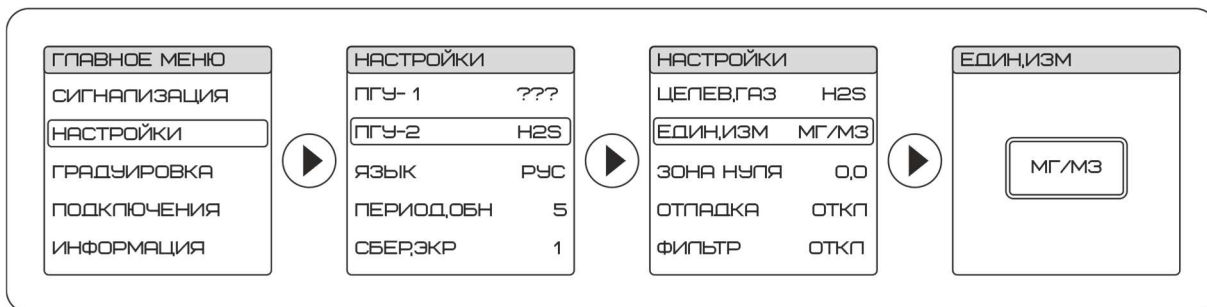 ГЛАВНОЕ МЕНЮ
СИГНАЛИЗАЦИЯ
НАСТРОЙКИ
ГРАДУИРОВКА
ПОДКЛЮЧЕНИЯ
ИНФОРМАЦИЯ
НАСТРОЙКИ
ПГУ- 1 ???
ПГУ-2 H2S
ЯЗЫК РУС
ПЕРИОД,ОБН 5
СБЕР,ЭКР 1
НАСТРОЙКИ
ЦЕЛЕВ,ГАЗ H2S
ЕДИН,ИЗМ МГ/М3
ЗОНА НУЛЯ 0,0
ОТЛАДКА ОТКЛ
ФИЛЬТР ОТКЛ
ЕДИН,ИЗМ
МГ/М3